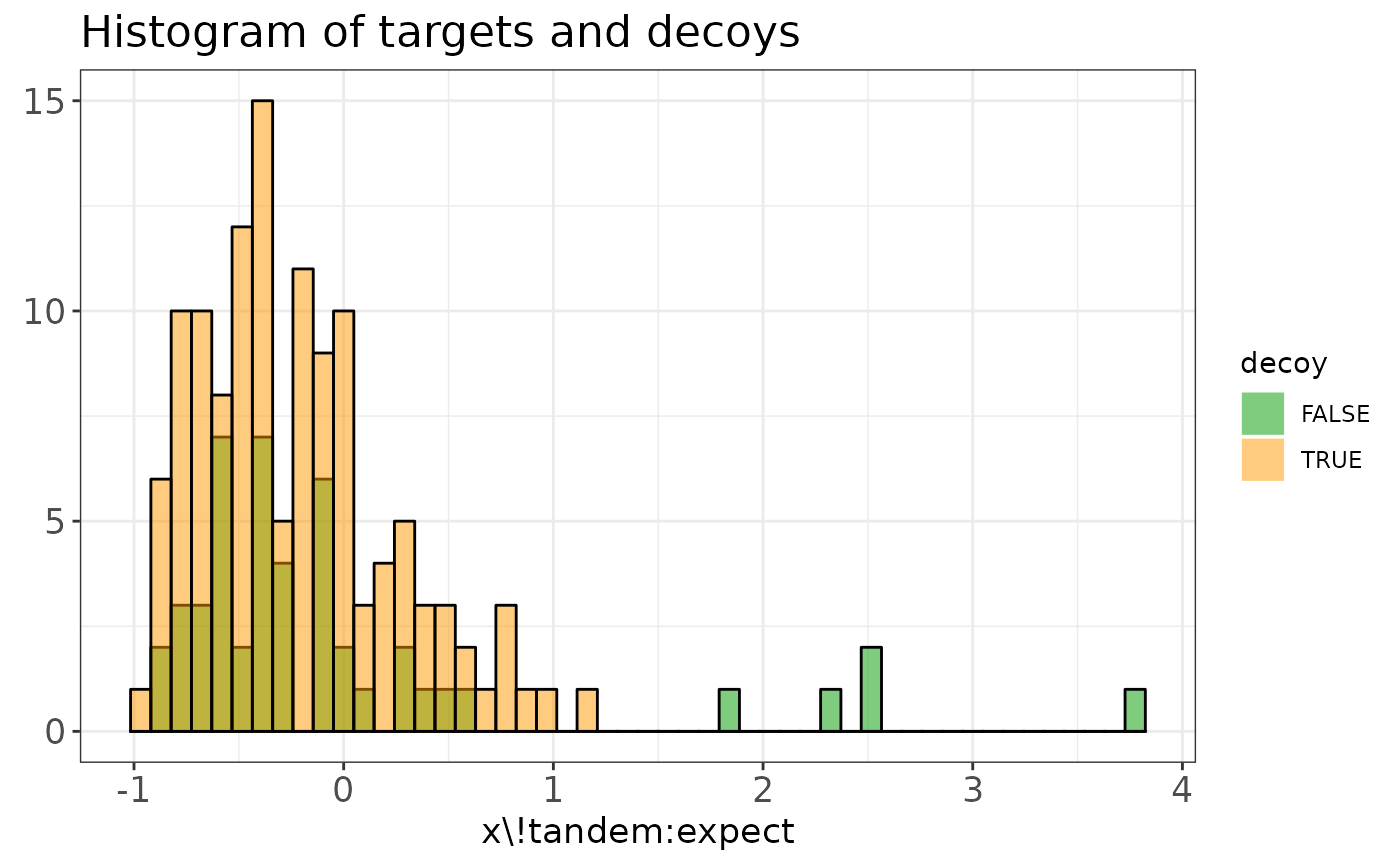 Histogram of targets and decoys
15
10
5
0
-1 0 1 2 3 4
x\!tandem:expect
decoy
FALSE
TRUE